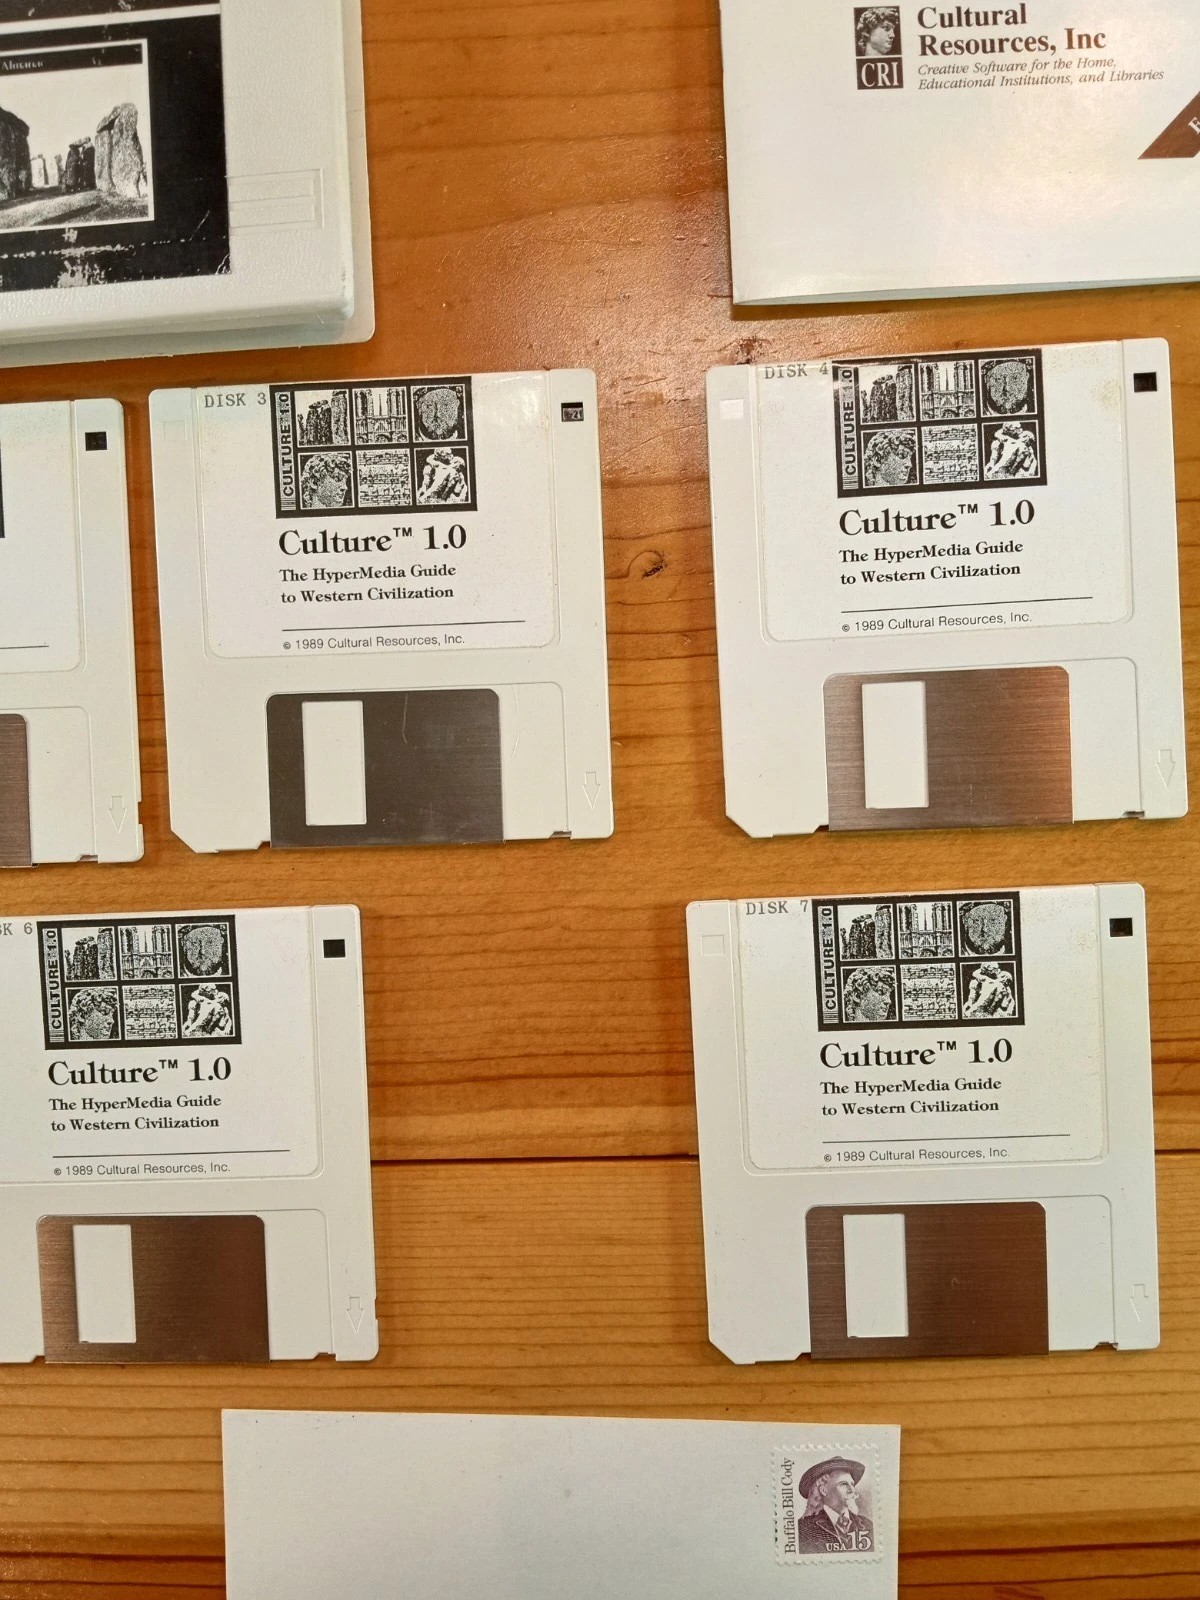 Almanac
Cultural
Resources, Inc
CRI
Creative Software for the Home,
Educational Institutions, and Libraries
DISK 3
CULTURE 1.0
Culture™ 1.0
The HyperMedia Guide
to Western Civilization
© 1989 Cultural Resources, Inc.
DISK 4
CULTURE 1.0
Culture™ 1.0
The HyperMedia Guide
to Western Civilization
© 1989 Cultural Resources, Inc.
SK 6
CULTURE 1.0
Culture™ 1.0
The HyperMedia Guide
to Western Civilization
© 1989 Cultural Resources, Inc.
DISK 7
CULTURE 1.0
Culture™ 1.0
The HyperMedia Guide
to Western Civilization
© 1989 Cultural Resources, Inc.
Buffalo Bill Cody
USA 15